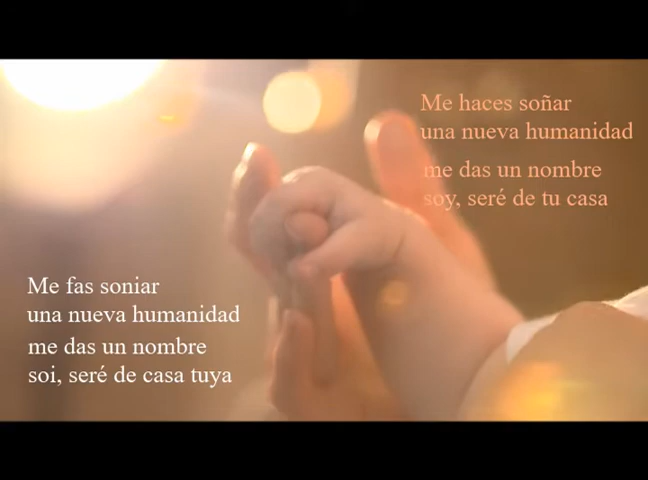 Me haces soñar
una nueva humanidad
me das un nombre
soy, seré de tu casa
Me fas soniar
una nueva humanidad
me das un nombre
soi, seré de casa tuya